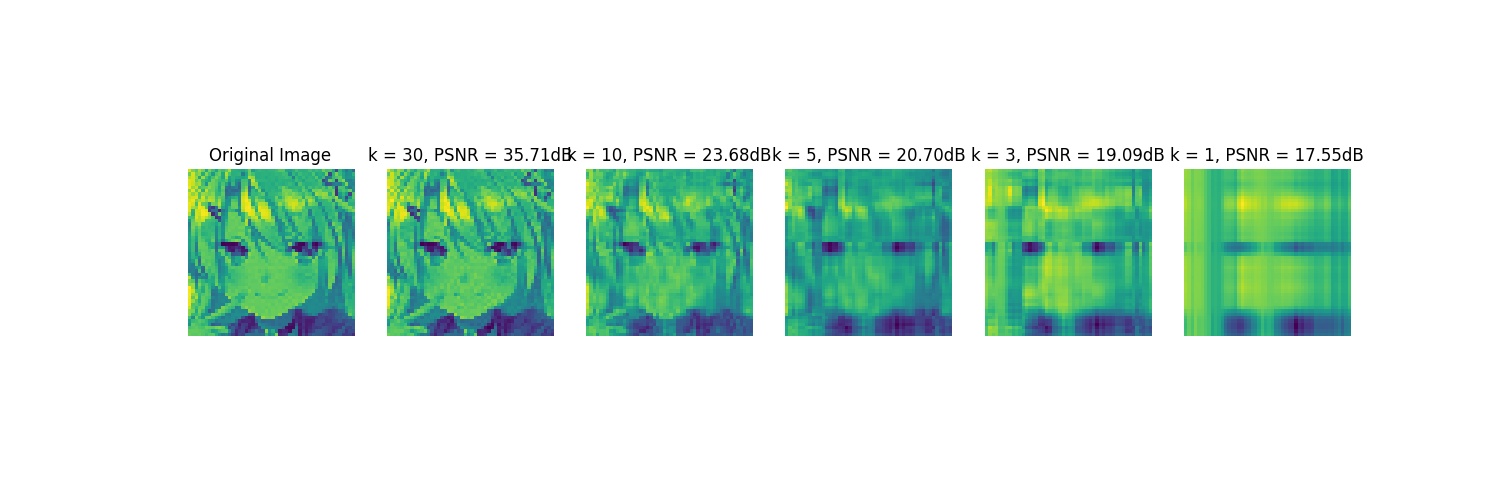 Original Image
k = 30, PSNR = 35.71dB
k = 10, PSNR = 23.68dB
k = 5, PSNR = 20.70dB
k = 3, PSNR = 19.09dB
k = 1, PSNR = 17.55dB